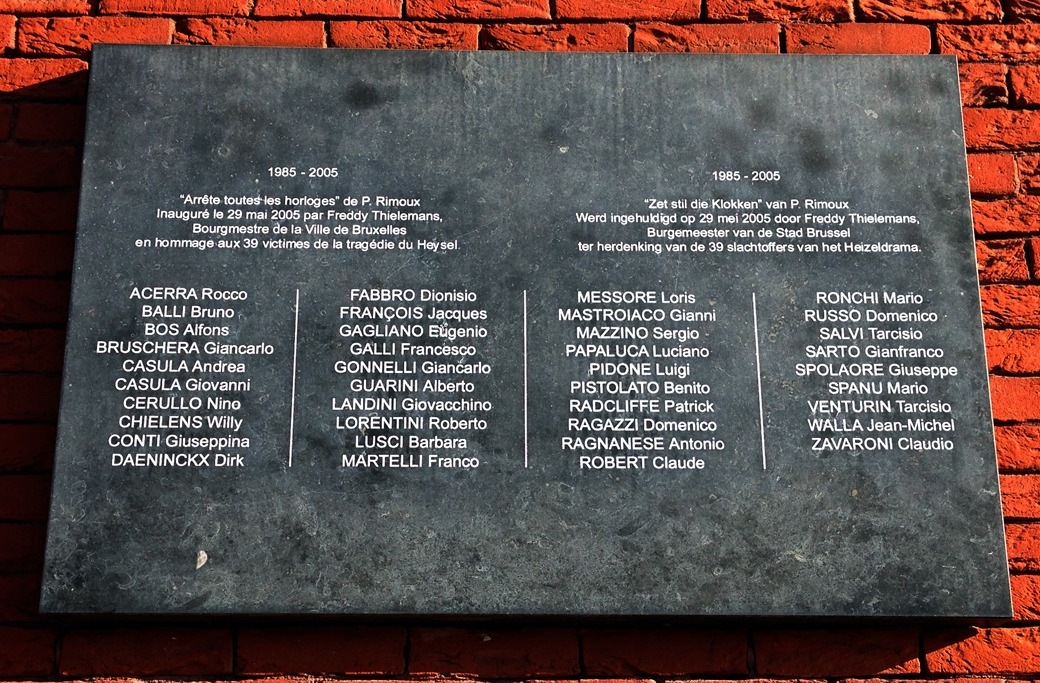 1985 - 2005
"Arrête toutes les horloges" de P. Rimoux
Inauguré le 29 mai 2005 par Freddy Thielemans,
Bourgmestre de la Ville de Bruxelles
en hommage aux 39 victimes de la tragédie du Heysel.
1985 - 2005
"Zet stil die Klokken" van P. Rimoux
Werd ingehuldigd op 29 mei 2005 door Freddy Thielemans,
Burgemeester van de Stad Brussel
ter herdenking van de 39 slachtoffers van het Heizeldrama.
ACERRA Rocco
BALLI Bruno
BOS Alfons
BRUSCHERA Giancarlo
CASULA Andrea
CASULA Giovanni
CERULLO Nino
CHIELENS Willy
CONTI Giuseppina
DAENINCKX Dirk
FABBRO Dionisio
FRANÇOIS Jacques
GAGLIANO Eugenio
GALLI Francesco
GONNELLI Giancarlo
GUARINI Alberto
LANDINI Giovacchino
LORENTINI Roberto
LUSCI Barbara
MARTELLI Franco
MESSORE Loris
MASTROIACO Gianni
MAZZINO Sergio
PAPALUCA Luciano
PIDONE Luigi
PISTOLATO Benito
RADCLIFFE Patrick
RAGAZZI Domenico
RAGNANESE Antonio
ROBERT Claude
RONCHI Mario
RUSSO Domenico
SALVI Tarcisio
SARTO Gianfranco
SPOLAORE Giuseppe
SPANU Mario
VENTURIN Tarcisio
WALLA Jean-Michel
ZAVARONI Claudio